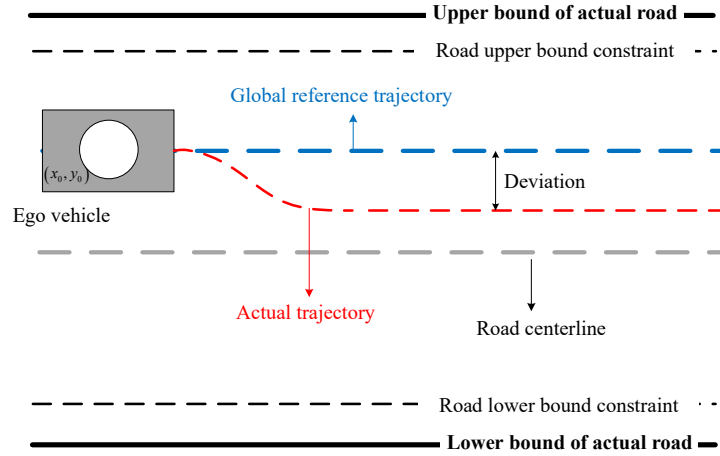 Upper bound of actual road
Road upper bound constraint
Global reference trajectory
(x₀, y₀)
Deviation
Ego vehicle
Actual trajectory
Road centerline
Road lower bound constraint
Lower bound of actual road